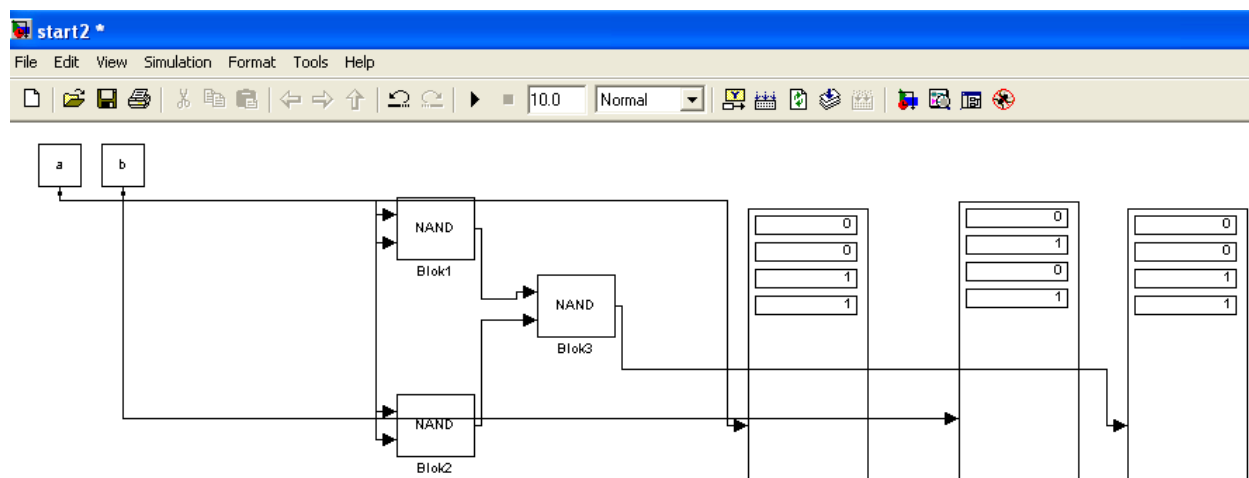 start2 *
File Edit View Simulation Format Tools Help
10.0 Normal
a b
NAND
Blok1
NAND
Blok3
NAND
Blok2
0
0
1
1
0
1
0
1
0
0
1
1